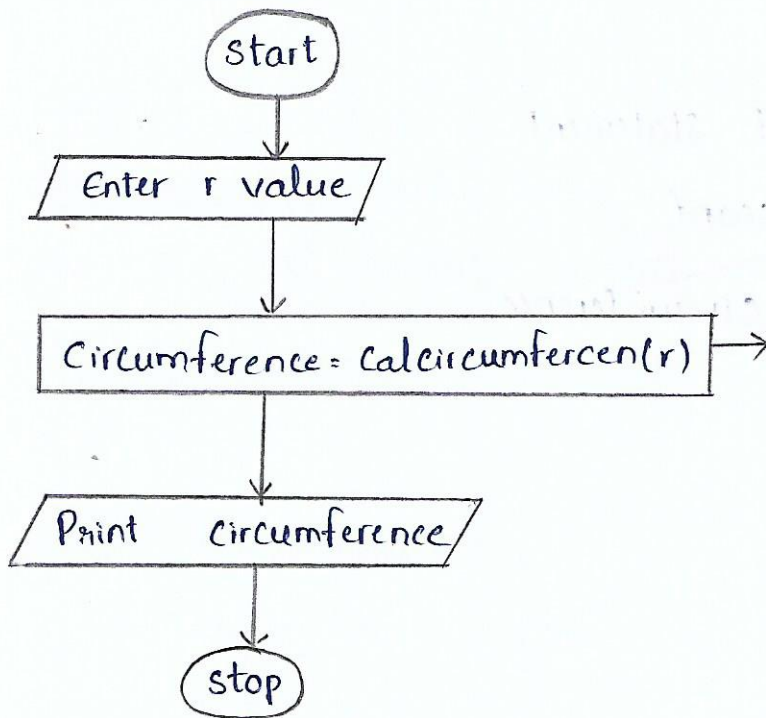 Start
Enter r value
Circumference = Calcircumfercen(r)
Print circumference
stop